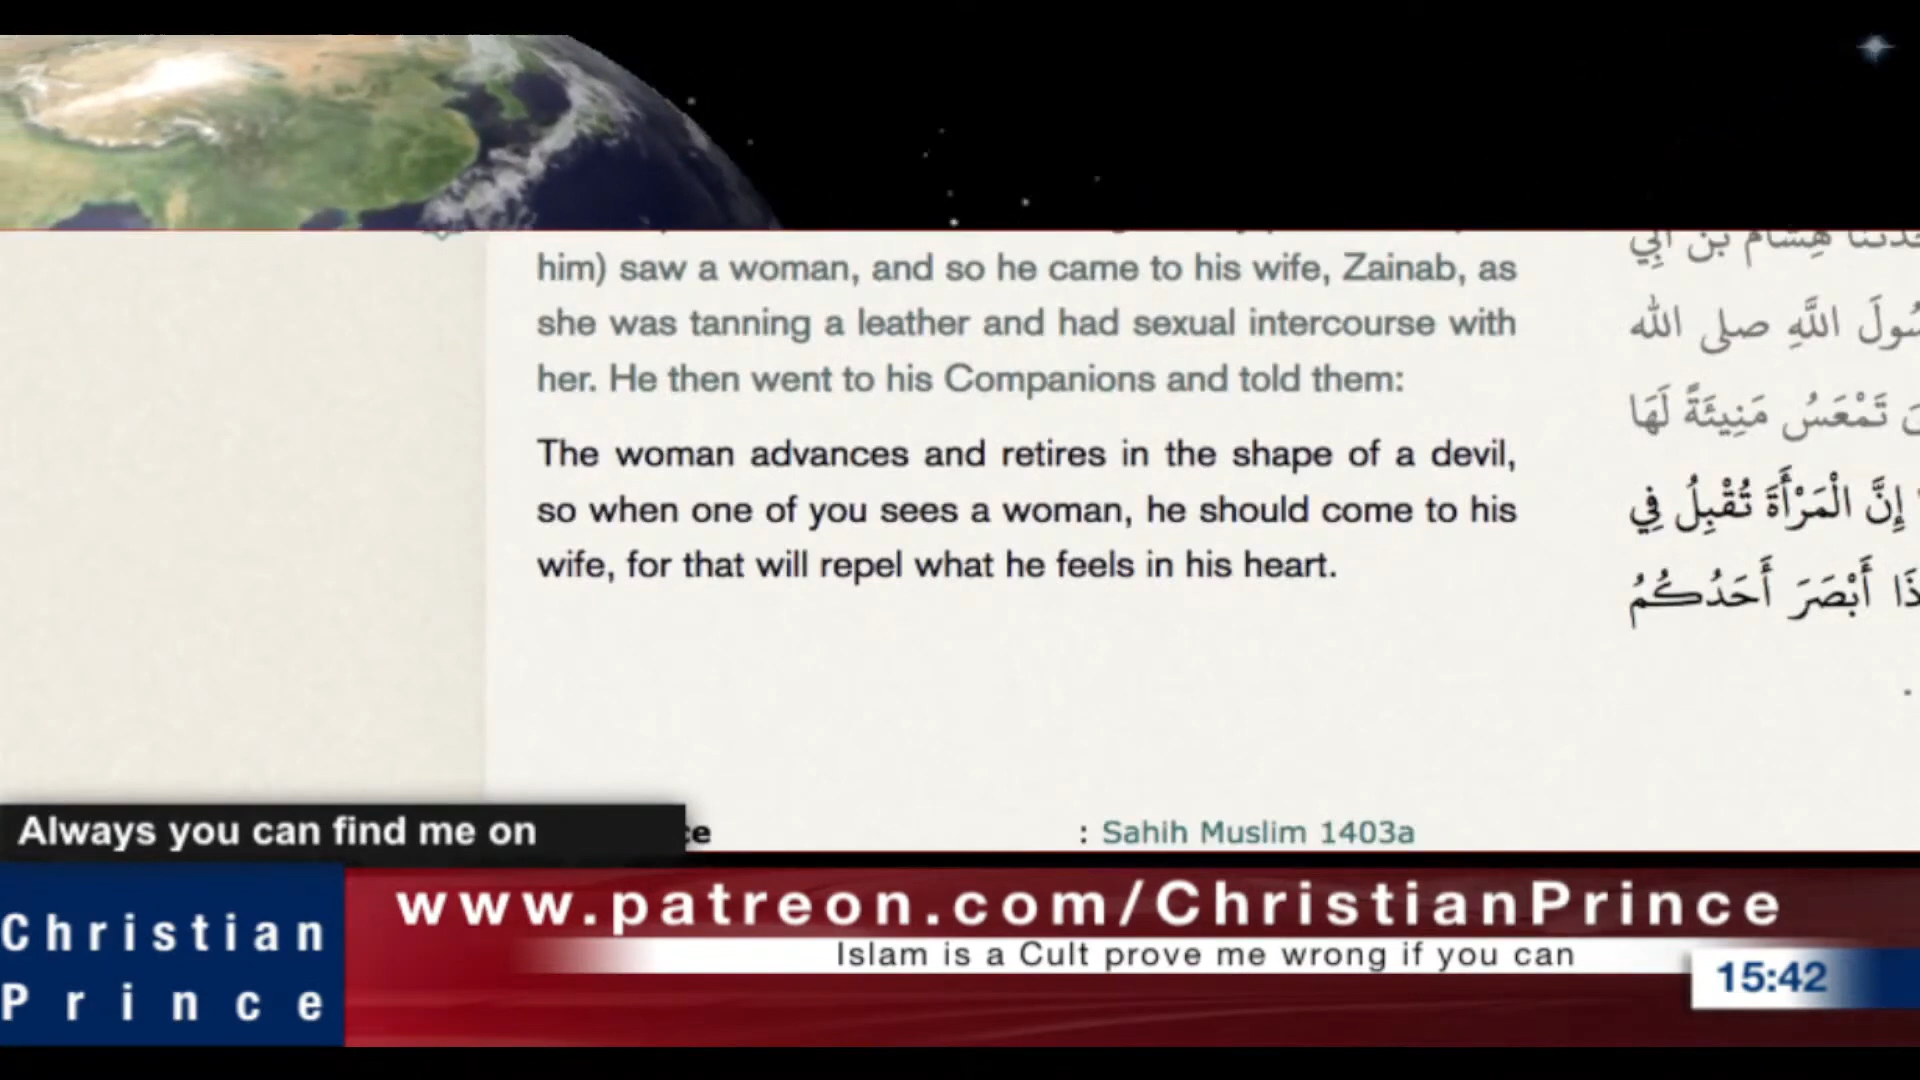 him) saw a woman, and so he came to his wife, Zainab, as
she was tanning a leather and had sexual intercourse with
her. He then went to his Companions and told them:
The woman advances and retires in the shape of a devil,
so when one of you sees a woman, he should come to his
wife, for that will repel what he feels in his heart.
هِشَامُ بْنُ أَبِي
اللَّهِ صلى الله
تَمْعَسُ مَنِيئَةً لَهَا
إِنَّ الْمَرْأَةَ تُقْبِلُ فِي
أَبْصَرَ أَحَدُكُمُ
: Sahih Muslim 1403a
Always you can find me on
www.patreon.com/ChristianPrince
Christian
Prince
Islam is a Cult prove me wrong if you can
15:42